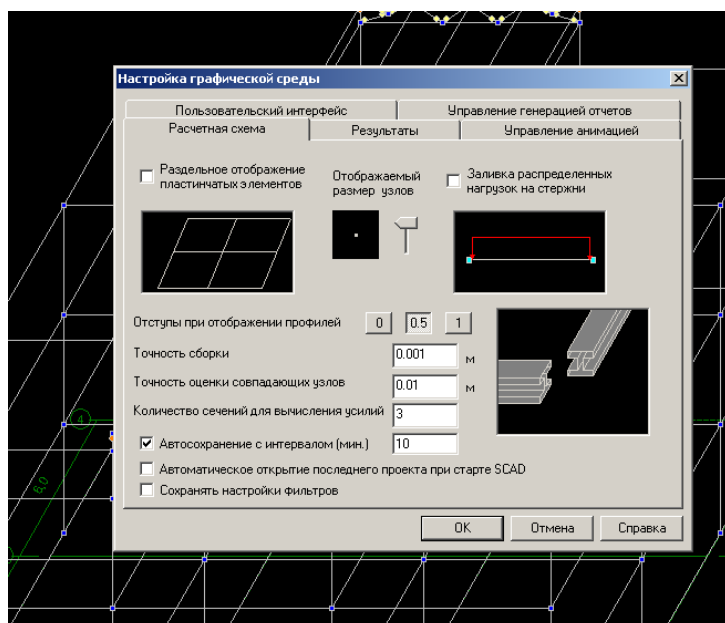 Настройка графической среды
Пользовательский интерфейс
Управление генерацией отчетов
Расчетная схема
Результаты
Управление анимацией
Раздельное отображение
пластинчатых элементов
Отображаемый
размер узлов
Заливка распределенных
нагрузок на стержни
Отступы при отображении профилей 0 0.5 1
Точность сборки 0.001 м
Точность оценки совпадающих узлов 0.01 м
Количество сечений для вычисления усилий 3
Автосохранение с интервалом (мин.) 10
Автоматическое открытие последнего проекта при старте SCAD
Сохранять настройки фильтров
OK Отмена Справка
4
6,0